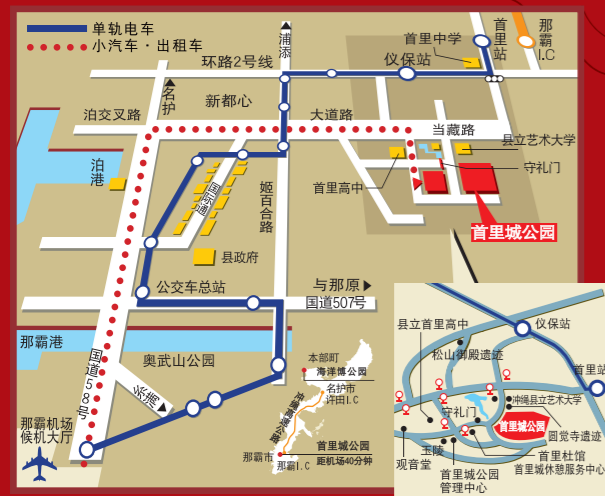 单轨电车
小汽车·出租车
浦添
首里中学
首里站
那霸I.C
仪保站
环路2号线
名护
新都心
泊交叉路
大道路
当藏路
县立艺术大学
守礼门
首里高中
首里城公园
泊港
国际通
姬百合路
县政府
公交车总站
与那原
国道507号
那霸港
国道58号
奥武山公园
那霸机场
候机大厅
本部町
海洋博公园
名护市
许田I.C
冲绳高速公路
首里城公园
距机场40分钟
那霸市
那霸I.C
县立首里高中
仪保站
松山御殿遗迹
首里站
冲绳县立艺术大学
守礼门
首里城公园
圆觉寺遗迹
玉陵
观音堂
首里杜馆
首里城休憩服务中心
首里城公园
管理中心